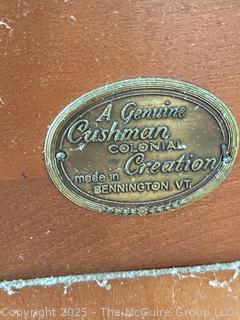 A Genuine
Cushman
COLONIAL
Creation
made in
BENNINGTON, VT.
Copyright 2025 - The McGuire Group LLC